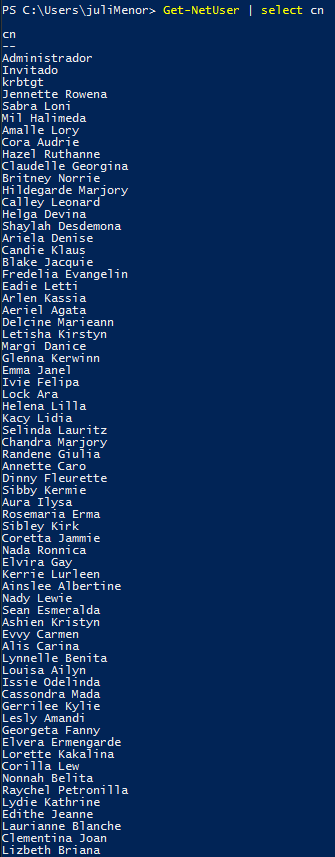 PS C:\Users\juliMenor> Get-NetUser | select cn
cn
--
Administrador
Invitado
krbtgt
Jennette Rowena
Sabra Loni
Mil Halimeda
Amalle Lory
Cora Audrie
Hazel Ruthanne
Claudelle Georgina
Britney Norrie
Hildegarde Marjory
Calley Leonard
Helga Devina
Shaylah Desdemona
Ariela Denise
Candie Klaus
Blake Jacquie
Fredelia Evangelin
Eadie Letti
Arlen Kassia
Aeriel Agata
Delcine Marieann
Letisha Kirstyn
Margi Danice
Glenna Kerwinn
Emma Janel
Ivie Felipa
Lock Ara
Helena Lilla
Kacy Lidia
Selinda Lauritz
Chandra Marjory
Randene Giulia
Annette Caro
Dinny Fleurette
Sibby Kermie
Aura Ilysa
Rosemaria Erma
Sibley Kirk
Coretta Jammie
Nada Ronnica
Elvira Gay
Kerrie Lurleen
Ainslee Albertine
Nady Lewie
Sean Esmeralda
Ashien Kristyn
Evvy Carmen
Alis Carina
Lynnelle Benita
Louisa Ailyn
Issie Odelinda
Cassondra Mada
Gerrilee Kylie
Lesly Amandi
Georgeta Fanny
Elvera Ermengarde
Lorette Kakalina
Corilla Lew
Nonnah Belita
Raychel Petronilla
Lydie Kathrine
Edithe Jeanne
Laurianne Blanche
Clementina Joan
Lizbeth Briana